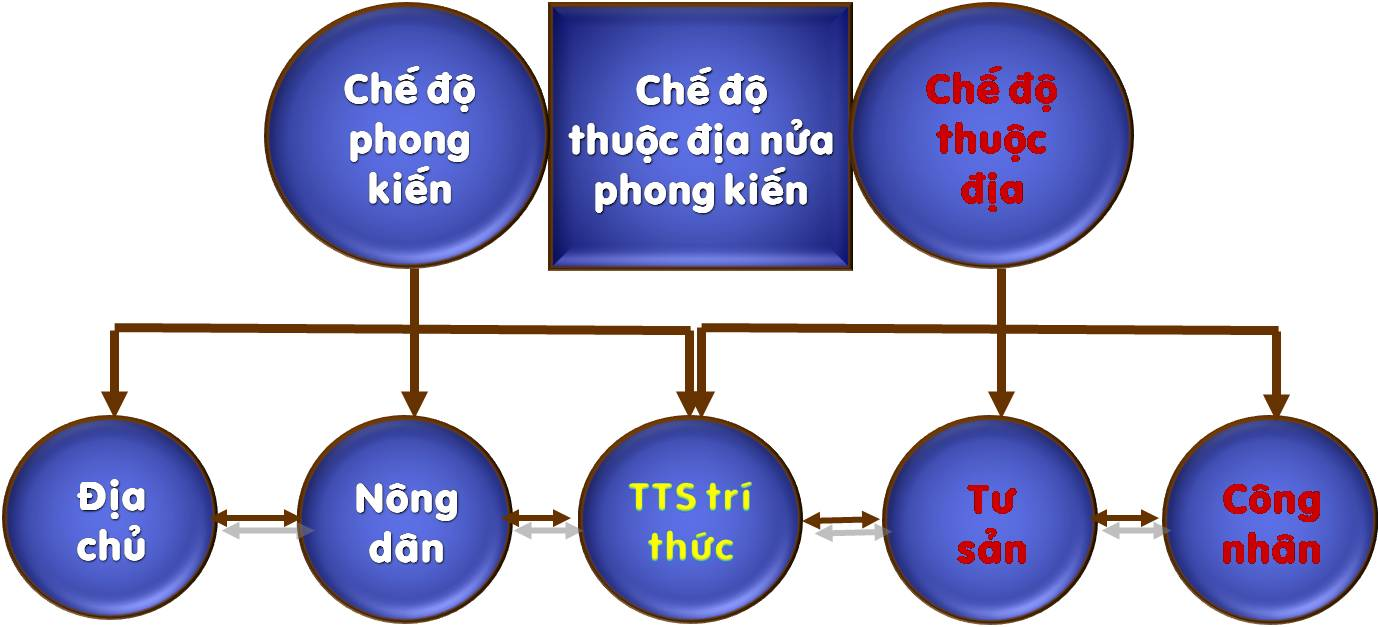 Chế độ
phong
kiến
Chế độ
thuộc địa nửa
phong kiến
Chế độ
thuộc
địa
Địa
chủ
Nông
dân
TTS trí
thức
Tư
sản
Công
nhân